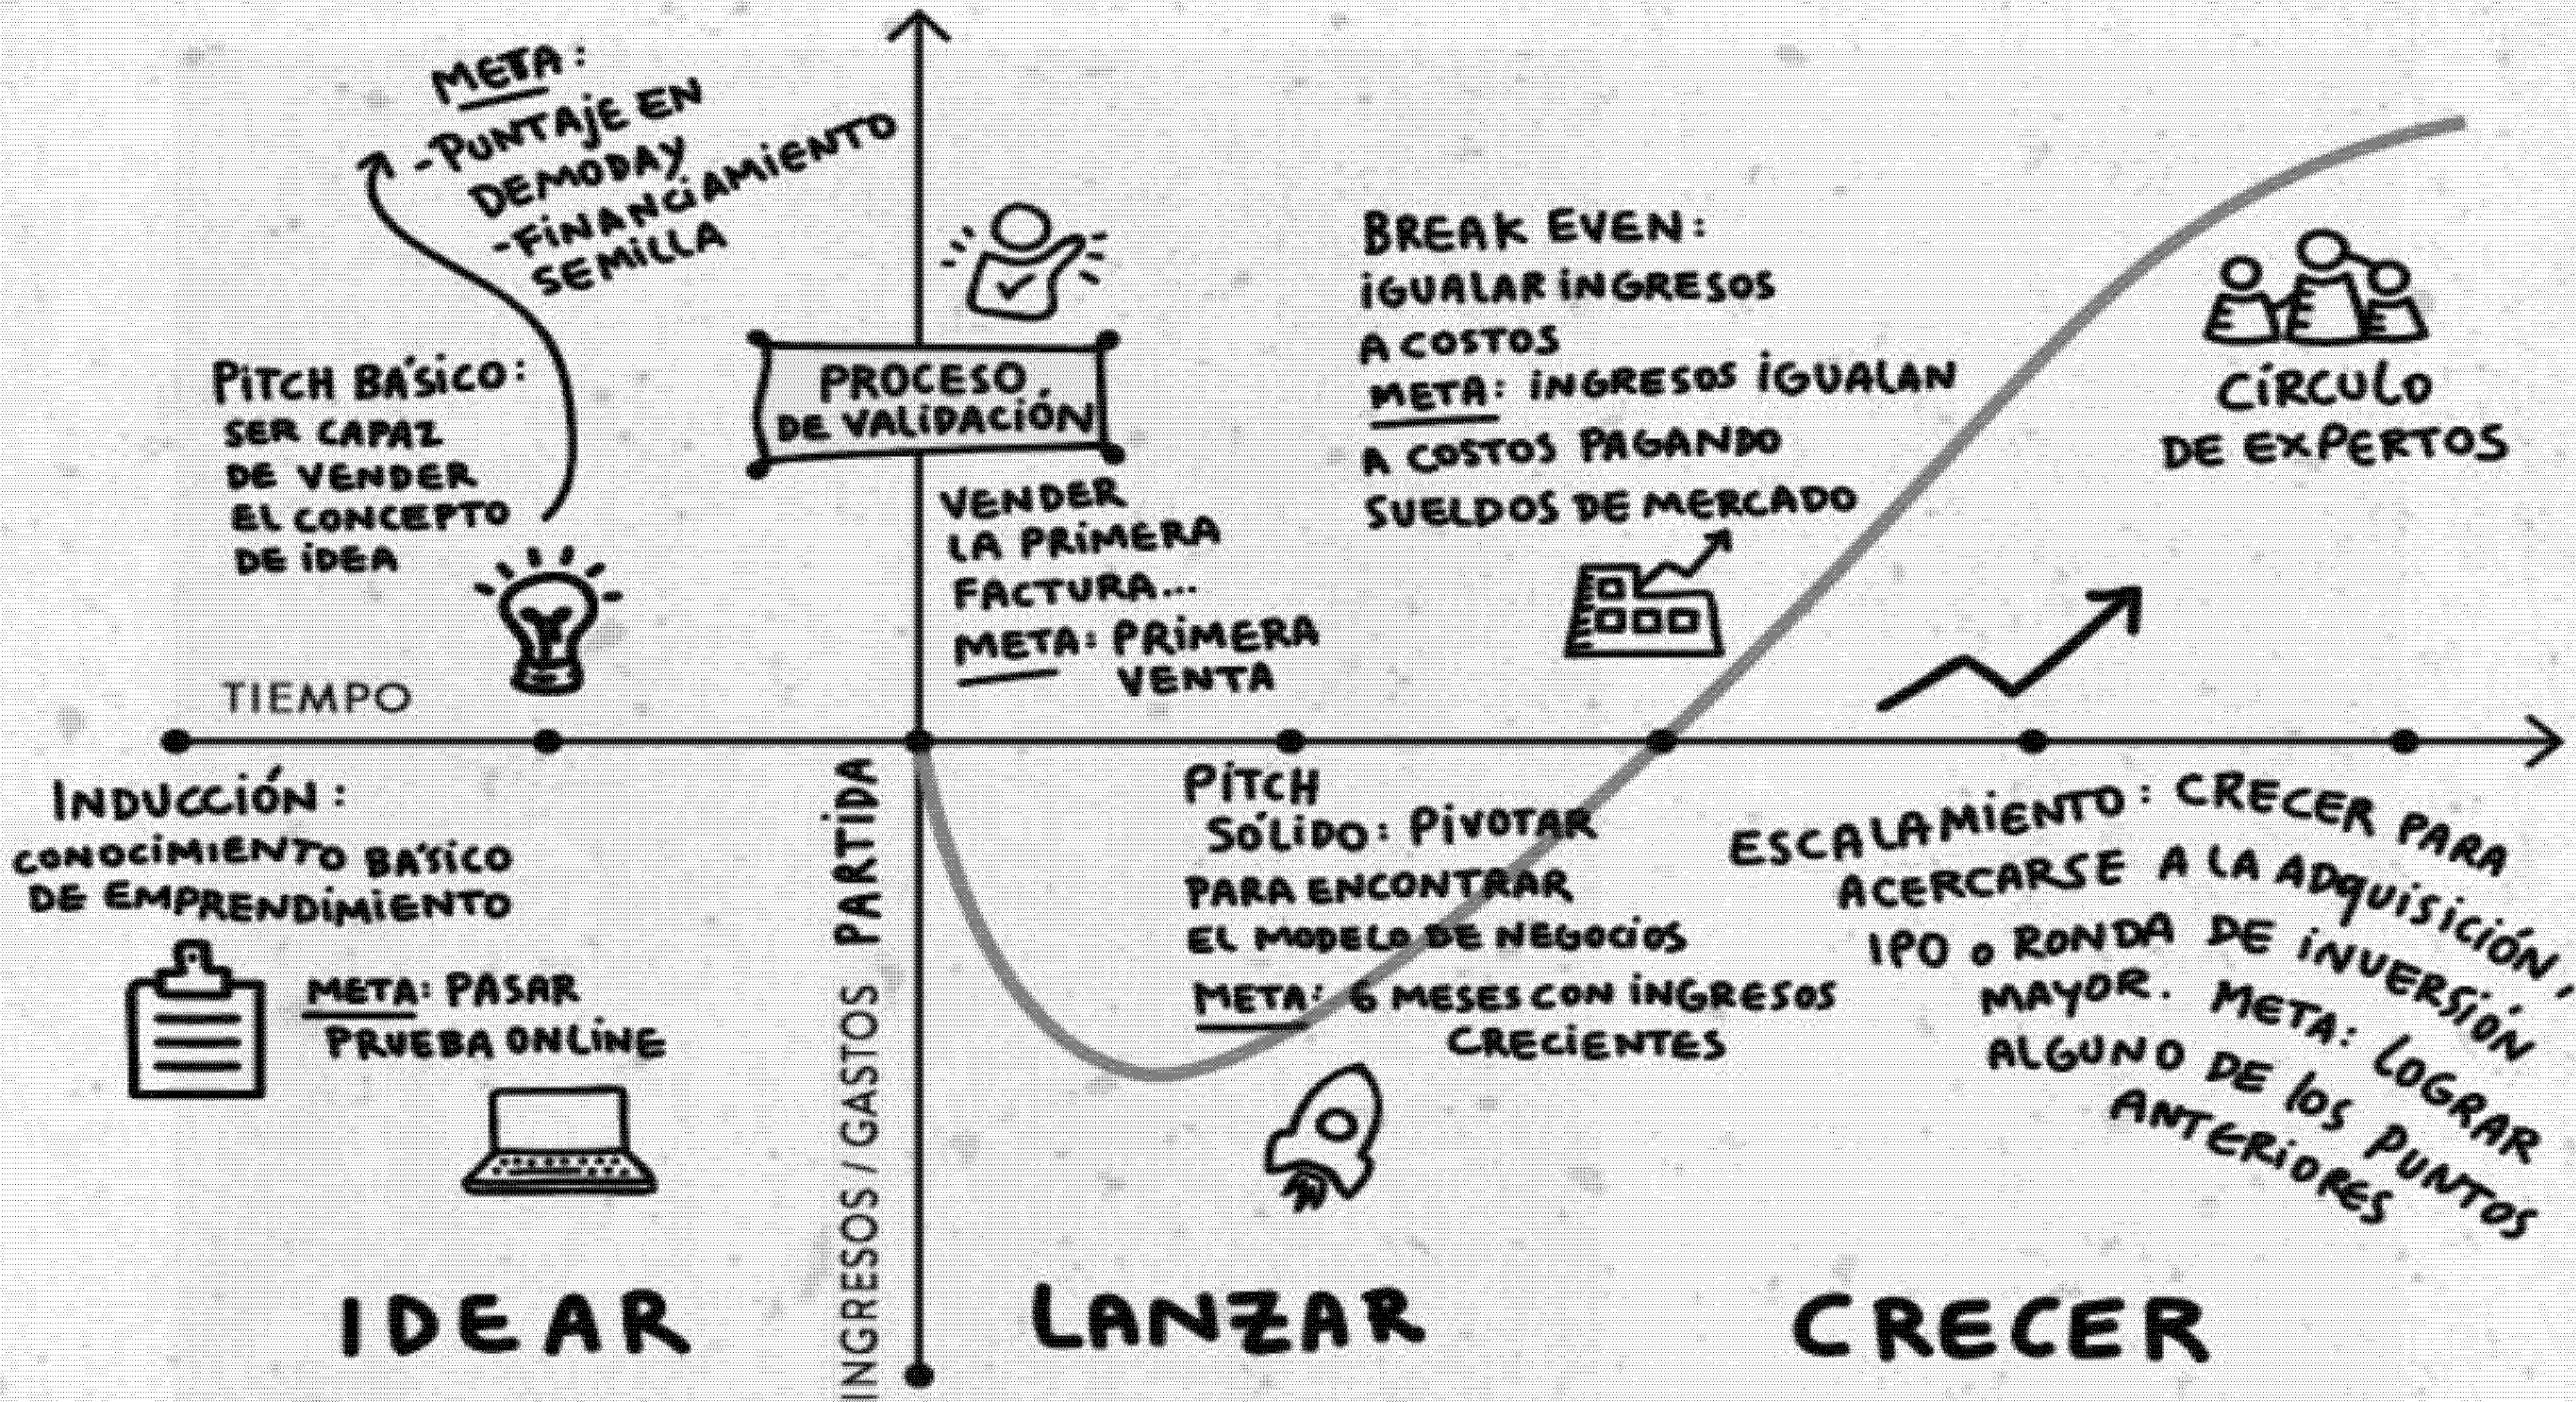 META:
-PUNTAJE EN
DEMODAY
-FINANCIAMIENTO
SEMILLA
PITCH BÁSICO:
SER CAPAZ
DE VENDER
EL CONCEPTO
DE IDEA
TIEMPO
INDUCCIÓN:
CONOCIMIENTO BÁSICO
DE EMPRENDIMIENTO
META: PASAR
PRUEBA ONLINE
IDEAR
PROCESO
DE VALIDACIÓN
VENDER
LA PRIMERA
FACTURA...
META: PRIMERA
VENTA
INGRESOS / GASTOS PARTIDA
BREAK EVEN:
IGUALAR INGRESOS
A COSTOS
META: INGRESOS IGUALAN
A COSTOS PAGANDO
SUELDOS DE MERCADO
PITCH
SÓLIDO: PIVOTAR
PARA ENCONTRAR
EL MODELO DE NEGOCIOS
META: 6 MESES CON INGRESOS
CRECIENTES
LANZAR
CÍRCULO
DE EXPERTOS
ESCALAMIENTO: CRECER PARA
ACERCARSE A LA ADQUISICIÓN,
IPO o RONDA DE INVERSIÓN
MAYOR. META: LOGRAR
ALGUNO DE LOS PUNTOS
ANTERIORES
CRECER